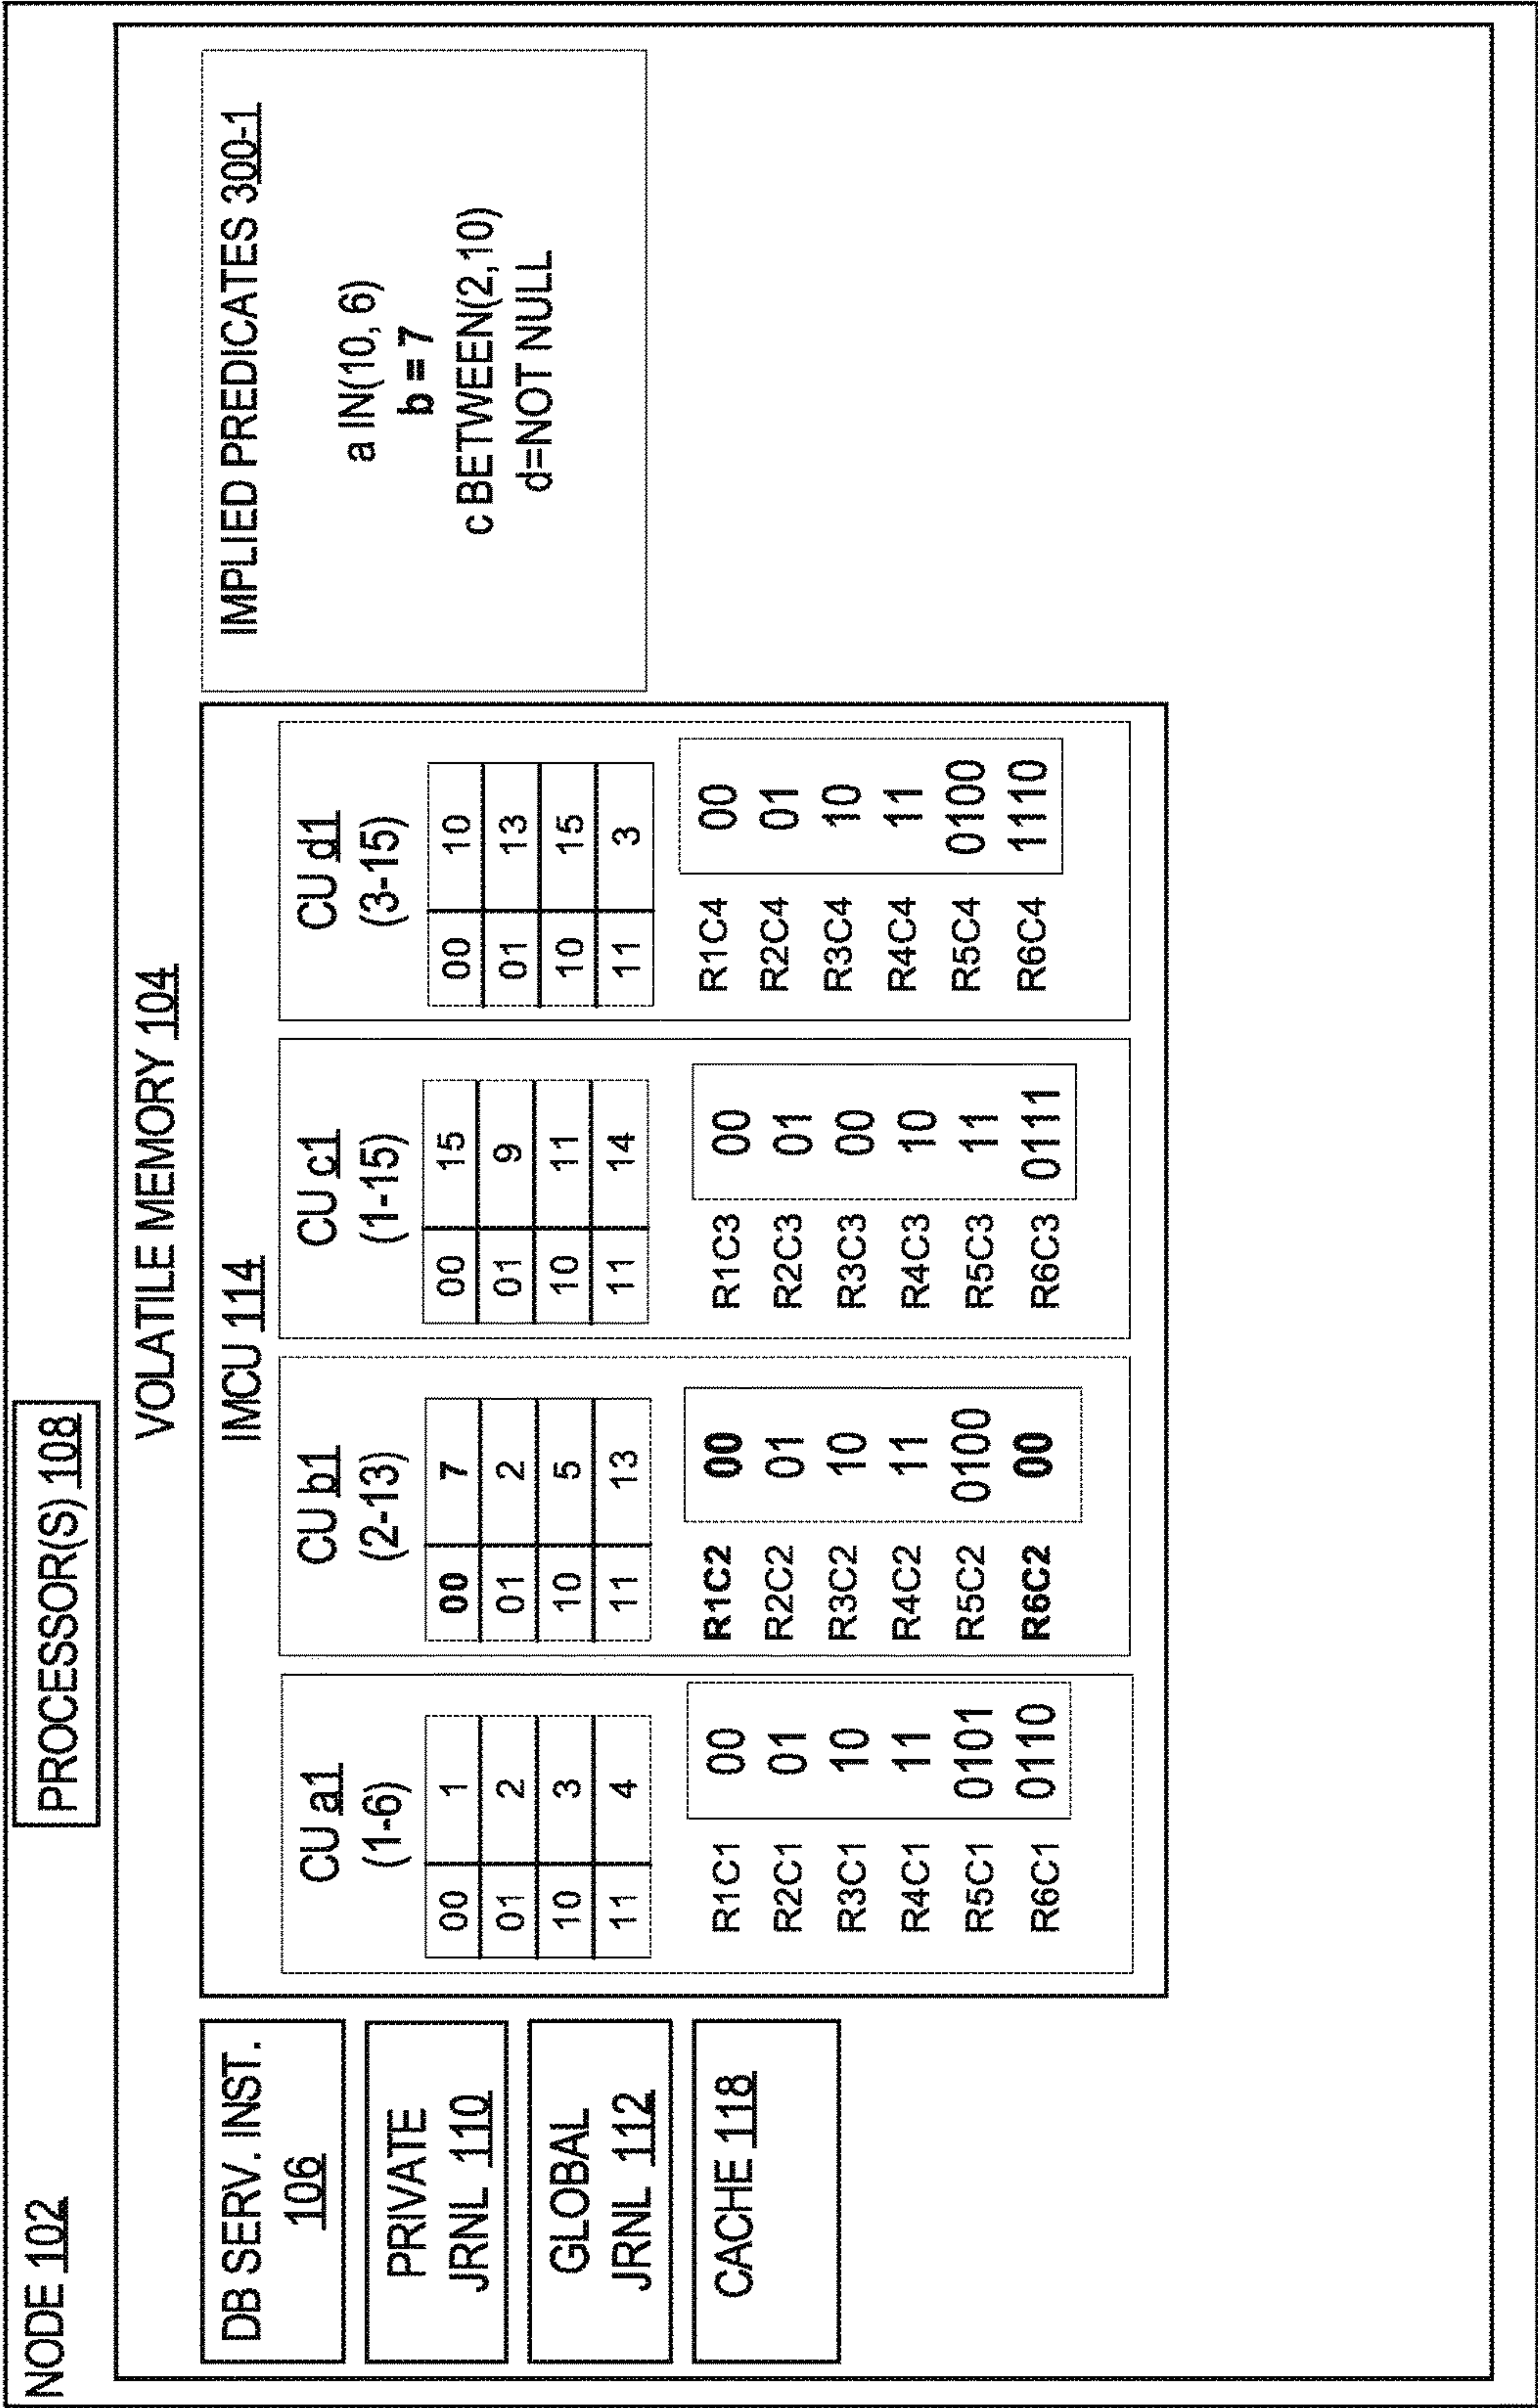 NODE 102
PROCESSOR(S) 108
VOLATILE MEMORY 104
DB SERV. INST.
106
PRIVATE
JRNL 110
GLOBAL
JRNL 112
CACHE 118
IMCU 114
CU a1
(1-6)
00 1
01 2
10 3
11 4
R1C1 00
R2C1 01
R3C1 10
R4C1 11
R5C1 0101
R6C1 0110
CU b1
(2-13)
00 7
01 2
10 5
11 13
R1C2 00
R2C2 01
R3C2 10
R4C2 11
R5C2 0100
R6C2 00
CU c1
(1-15)
00 15
01 9
10 11
11 14
R1C3 00
R2C3 01
R3C3 00
R4C3 10
R5C3 11
R6C3 0111
CU d1
(3-15)
00 10
01 13
10 15
11 3
R1C4 00
R2C4 01
R3C4 10
R4C4 11
R5C4 0100
R6C4 1110
IMPLIED PREDICATES 300-1
a IN(10, 6)
b = 7
c BETWEEN(2,10)
d=NOT NULL